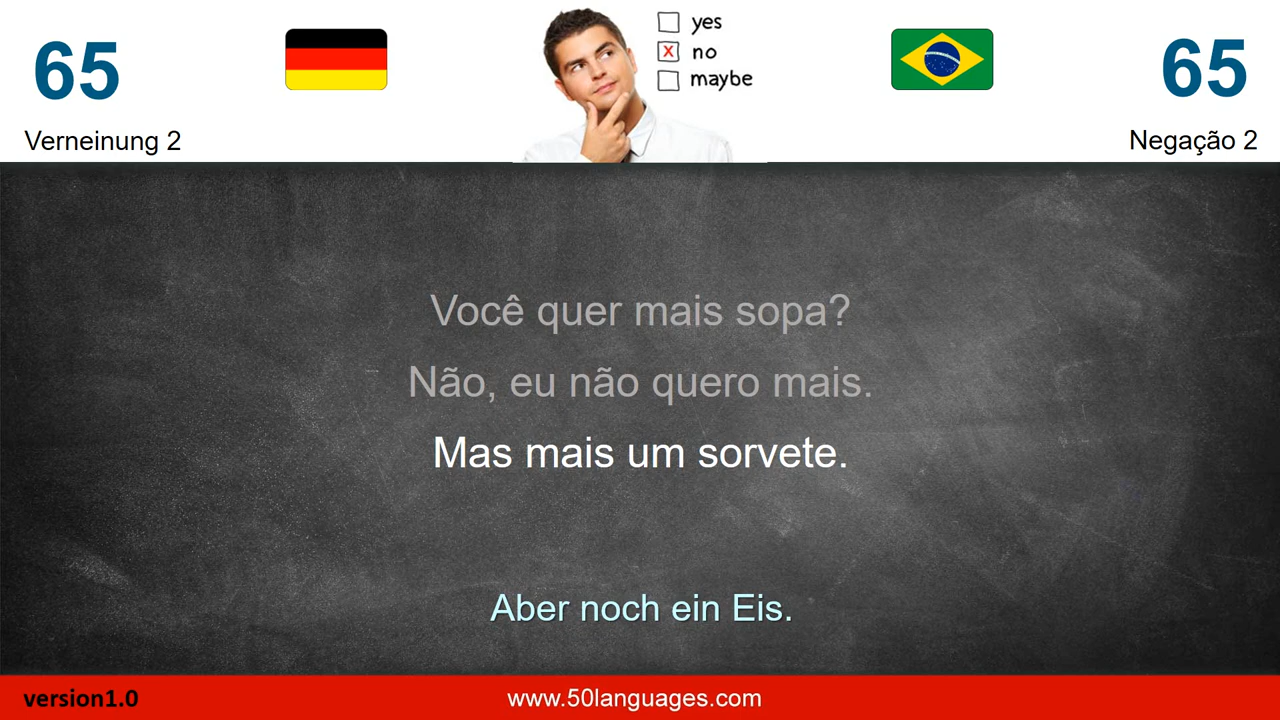 65
yes
no
maybe
65
Verneinung 2
Negação 2
Você quer mais sopa?
Não, eu não quero mais.
Mas mais um sorvete.
Aber noch ein Eis.
version1.0
www.50languages.com